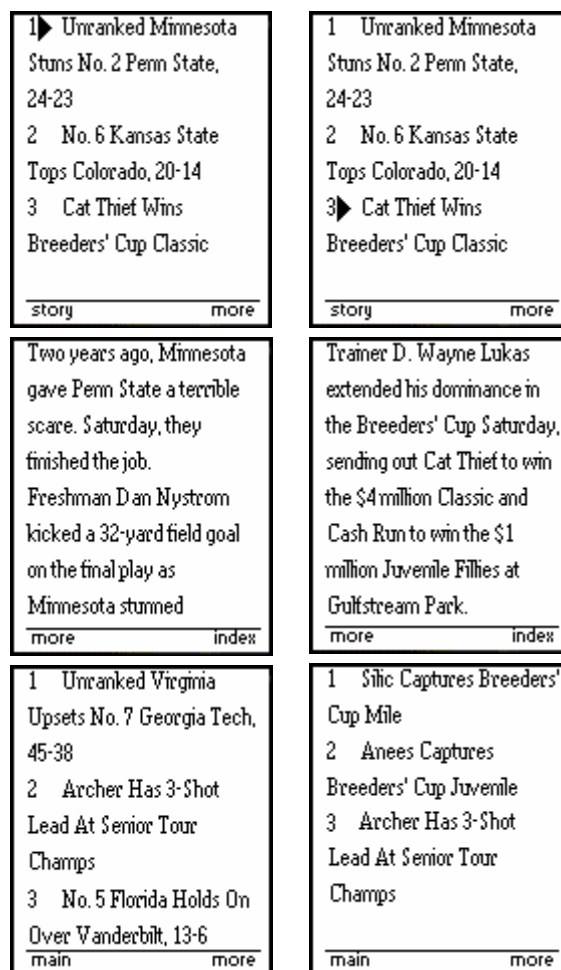 1 Unranked Minnesota
Stuns No. 2 Penn State,
24-23
2 No. 6 Kansas State
Tops Colorado, 20-14
3 Cat Thief Wins
Breeders' Cup Classic
story more
1 Unranked Minnesota
Stuns No. 2 Penn State,
24-23
2 No. 6 Kansas State
Tops Colorado, 20-14
3 Cat Thief Wins
Breeders' Cup Classic
story more
Two years ago, Minnesota
gave Penn State a terrible
scare. Saturday, they
finished the job.
Freshman Dan Nystrom
kicked a 32-yard field goal
on the final play as
Minnesota stunned
more index
Trainer D. Wayne Lukas
extended his dominance in
the Breeders' Cup Saturday,
sending out Cat Thief to win
the $4 million Classic and
Cash Run to win the $1
million Juvenile Fillies at
Gulfstream Park.
more index
1 Unranked Virginia
Upsets No. 7 Georgia Tech,
45-38
2 Archer Has 3-Shot
Lead At Senior Tour
Champs
3 No. 5 Florida Holds On
Over Vanderbilt, 13-6
main more
1 Silic Captures Breeders'
Cup Mile
2 Anees Captures
Breeders' Cup Juvenile
3 Archer Has 3-Shot
Lead At Senior Tour
Champs
main more